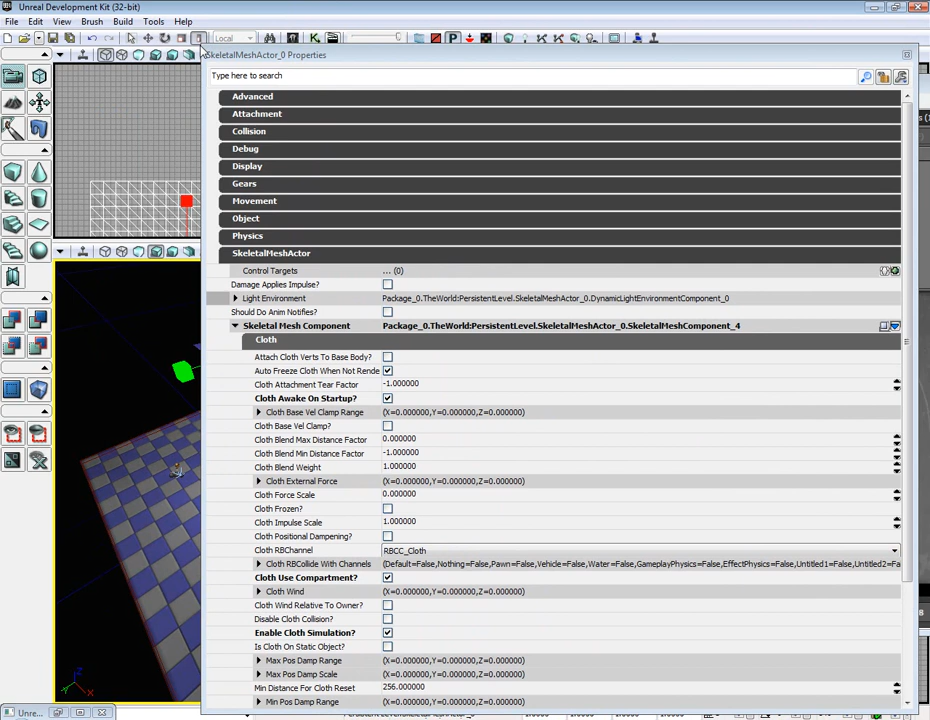 Unreal Development Kit (32-bit)
File Edit View Brush Build Tools Help
Local
SkeletalMeshActor_0 Properties
Type here to search
Advanced
Attachment
Collision
Debug
Display
Gears
Movement
Object
Physics
SkeletalMeshActor
Control Targets ... (0)
Damage Applies Impulse?
Light Environment Package_0.TheWorld:PersistentLevel.SkeletalMeshActor_0.DynamicLightEnvironmentComponent_0
Should Do Anim Notifies?
Skeletal Mesh Component Package_0.TheWorld:PersistentLevel.SkeletalMeshActor_0.SkeletalMeshComponent_4
Cloth
Attach Cloth Verts To Base Body?
Auto Freeze Cloth When Not Rende
Cloth Attachment Tear Factor -1.000000
Cloth Awake On Startup?
Cloth Base Vel Clamp Range (X=0.000000,Y=0.000000,Z=0.000000)
Cloth Base Vel Clamp?
Cloth Blend Max Distance Factor 0.000000
Cloth Blend Min Distance Factor -1.000000
Cloth Blend Weight 1.000000
Cloth External Force (X=0.000000,Y=0.000000,Z=0.000000)
Cloth Force Scale 0.000000
Cloth Frozen?
Cloth Impulse Scale 1.000000
Cloth Positional Dampening?
Cloth RBChannel RBCC_Cloth
Cloth RBCollide With Channels (Default=False,Nothing=False,Pawn=False,Vehicle=False,Water=False,GameplayPhysics=False,EffectPhysics=False,Untitled1=False,Untitled2=Fa
Cloth Use Compartment?
Cloth Wind (X=0.000000,Y=0.000000,Z=0.000000)
Cloth Wind Relative To Owner?
Disable Cloth Collision?
Enable Cloth Simulation?
Is Cloth On Static Object?
Max Pos Damp Range (X=0.000000,Y=0.000000,Z=0.000000)
Max Pos Damp Scale (X=0.000000,Y=0.000000,Z=0.000000)
Min Distance For Cloth Reset 256.000000
Min Pos Damp Range (X=0.000000,Y=0.000000,Z=0.000000)
Z
X
Unre...